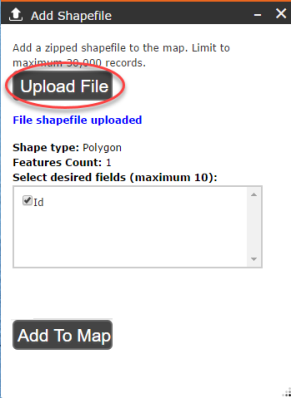 Add Shapefile
Add a zipped shapefile to the map. Limit to
maximum 30,000 records.
Upload File
File shapefile uploaded
Shape type: Polygon
Features Count: 1
Select desired fields (maximum 10):
Id
Add To Map